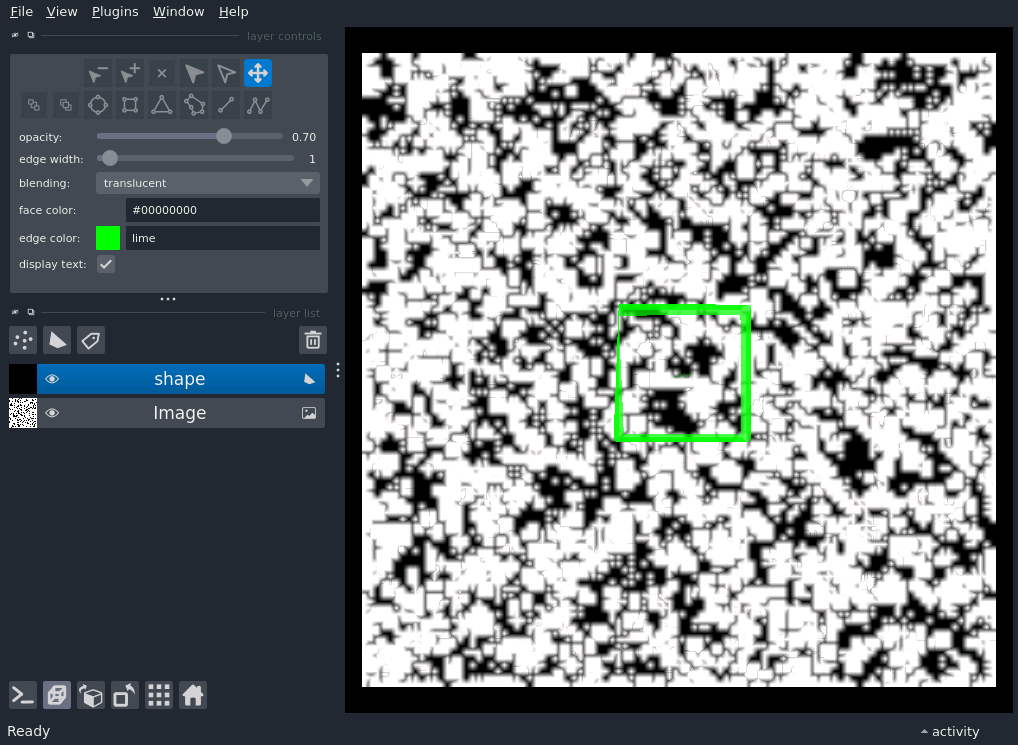 File View Plugins Window Help
layer controls
opacity: 0.70
edge width: 1
blending: translucent
face color: #00000000
edge color: lime
display text:
layer list
shape
Image
Ready
activity